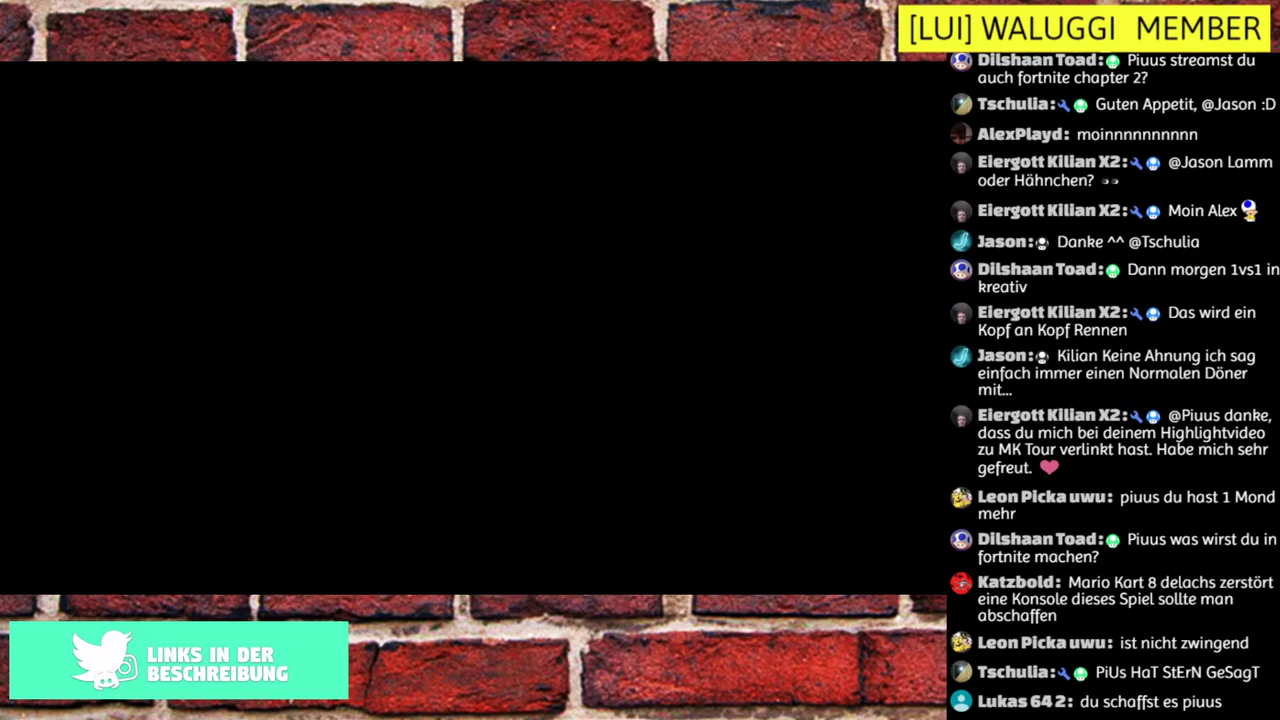 [LUI] WALUGGI MEMBER
Dilshaan Toad: Piuus streamst du
auch fortnite chapter 2?
Tschulia: Guten Appetit, @Jason :D
AlexPlayd: moinnnnnnnnnn
Eiergott Kilian X2: @Jason Lamm
oder Hähnchen?
Eiergott Kilian X2: Moin Alex
Jason: Danke ^^ @Tschulia
Dilshaan Toad: Dann morgen 1vs1 in
kreativ
Eiergott Kilian X2: Das wird ein
Kopf an Kopf Rennen
Jason: Kilian Keine Ahnung ich sag
einfach immer einen Normalen Döner
mit...
Eiergott Kilian X2: @Piuus danke,
dass du mich bei deinem Highlightvideo
zu MK Tour verlinkt hast. Habe mich sehr
gefreut.
Leon Picka uwu: piuus du hast 1 Mond
mehr
Dilshaan Toad: Piuus was wirst du in
fortnite machen?
Katzbold: Mario Kart 8 delachs zerstört
eine Konsole dieses Spiel sollte man
abschaffen
Leon Picka uwu: ist nicht zwingend
Tschulia: PiUs HaT StErN GeSagT
Lukas 64 2: du schaffst es piuus
LINKS IN DER
BESCHREIBUNG